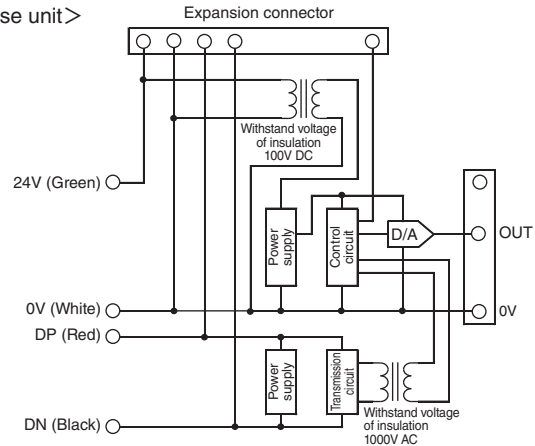 se unit＞
Expansion connector
Withstand voltage
of insulation
100V DC
24V (Green)
Power
supply
Control
circuit
D/A
OUT
0V (White)
0V
DP (Red)
Power
supply
Transmission
circuit
DN (Black)
Withstand voltage
of insulation
1000V AC